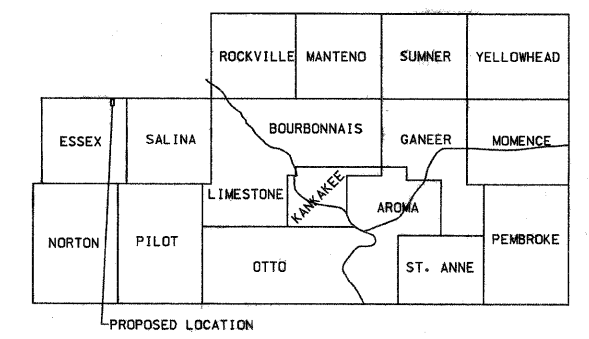 ROCKVILLE MANTENO SUMNER YELLOWHEAD
ESSEX SALINA BOURBONNAIS GANEER MOMENCE
LIMESTONE KANKAKEE AROMA
NORTON PILOT OTTO ST. ANNE PEMBROKE
PROPOSED LOCATION